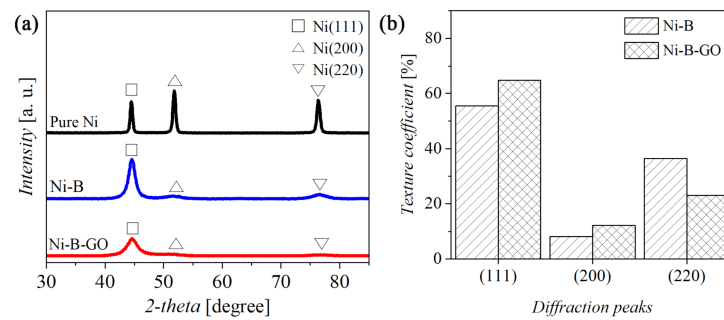 (a)
Ni(111)
Ni(200)
Ni(220)
Pure Ni
Ni-B
Ni-B-GO
Intensity [a. u.]
30 40 50 60 70 80
2-theta [degree]
(b)
Ni-B
Ni-B-GO
Texture coefficient [%]
80
60
40
20
0
(111) (200) (220)
Diffraction peaks